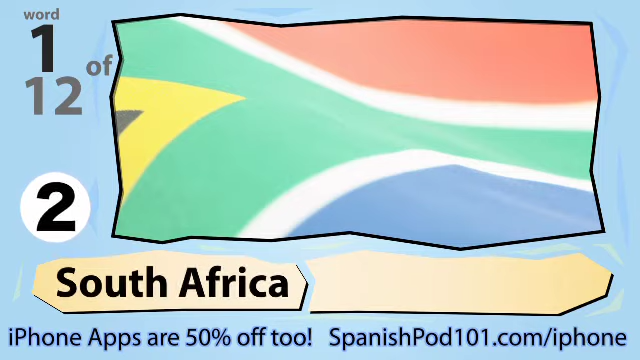 word
1
of
12
2
South Africa
iPhone Apps are 50% off too! SpanishPod101.com/iphone